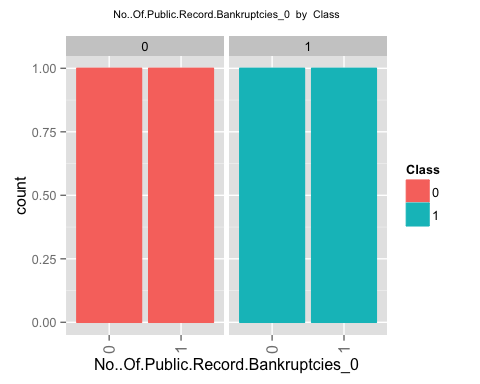 No..Of.Public.Record.Bankruptcies_0 by Class
0 1
1.00
0.75
0.50
0.25
0.00
count
0 1 0 1
No..Of.Public.Record.Bankruptcies_0
Class
0
1